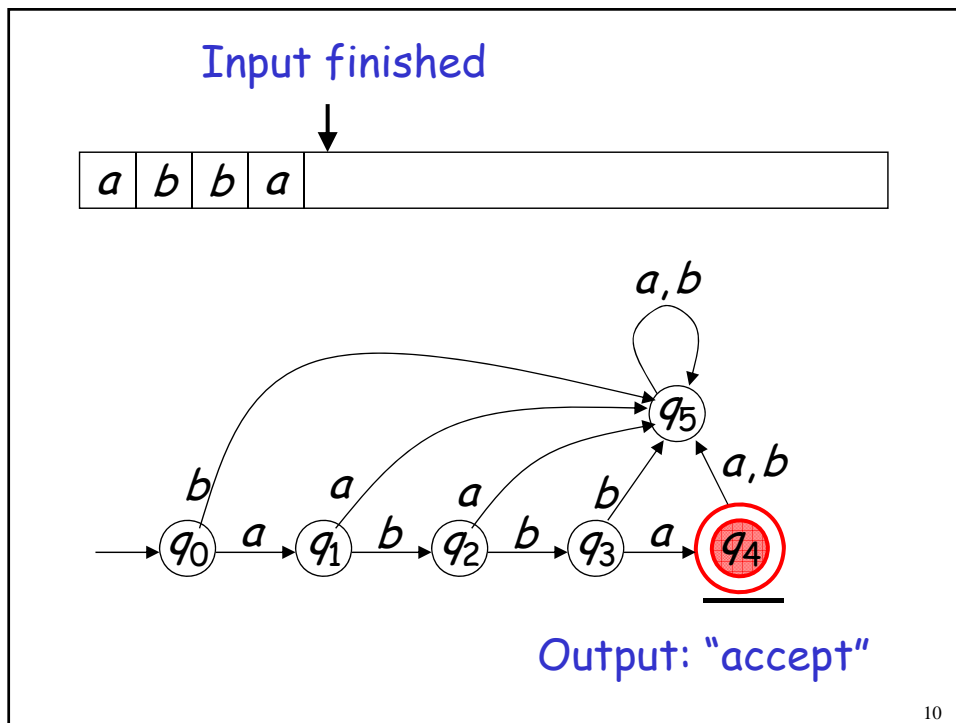 Input finished
a b b a
a,b
q5
b a a b a,b
q0 a q1 b q2 b q3 a q4
Output: “accept”
10